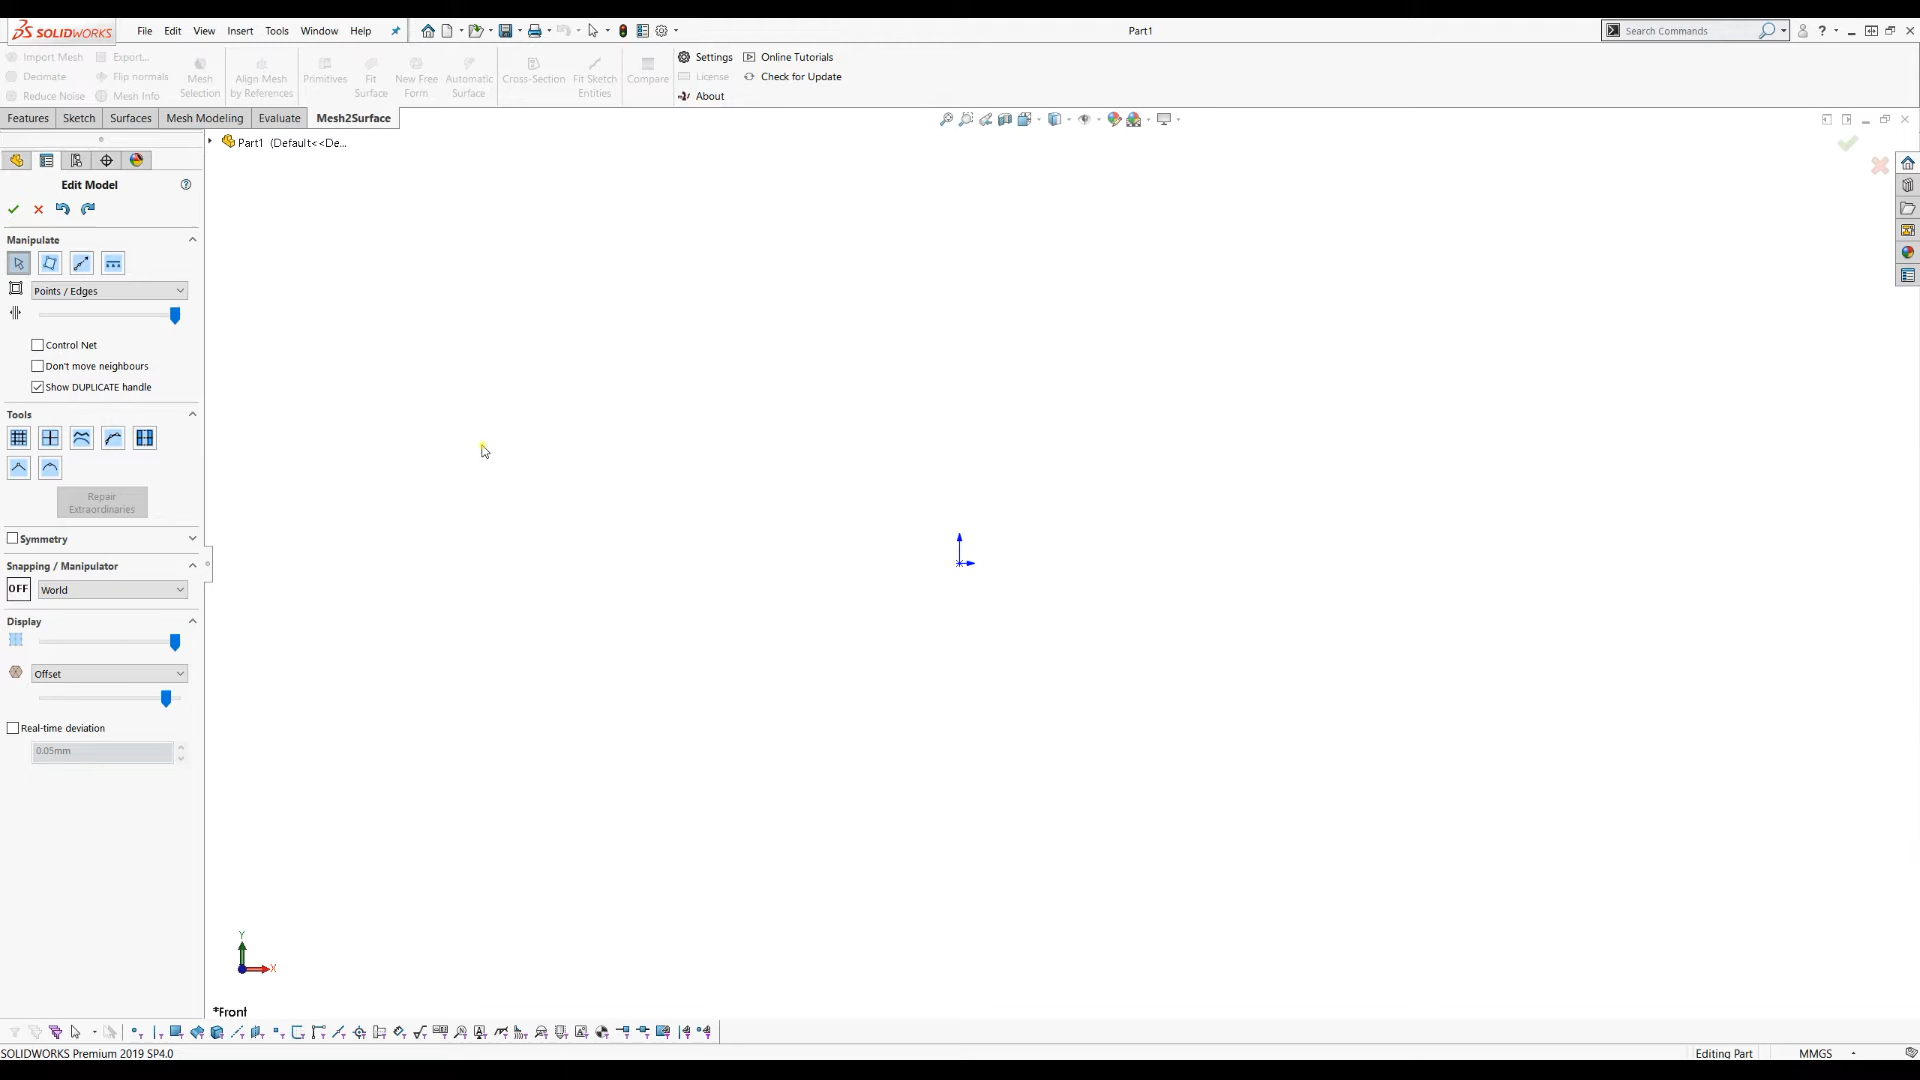 SOLIDWORKS File Edit View Insert Tools Window Help Part1 Search Commands
Import Mesh Export...
Decimate Flip normals
Reduce Noise Mesh Info
Mesh Selection
Align Mesh by References
Primitives
Fit Surface
New Free Form
Automatic Surface
Cross-Section
Fit Sketch Entities
Compare
Settings Online Tutorials
License Check for Update
About
Features Sketch Surfaces Mesh Modeling Evaluate Mesh2Surface
Part1 (Default<<De...
Edit Model
Manipulate
Points / Edges
Control Net
Don't move neighbours
Show DUPLICATE handle
Tools
Repair
Extraordinaries
Symmetry
Snapping / Manipulator
OFF World
Display
Offset
Real-time deviation
0.05mm
Y
X
*Front
SOLIDWORKS Premium 2019 SP4.0 Editing Part MMGS